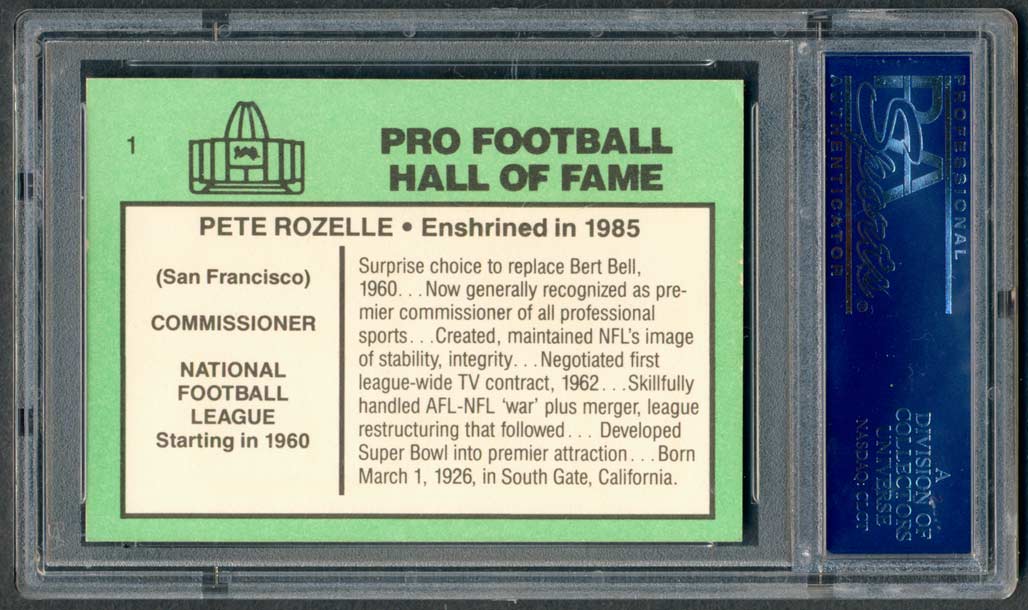 1
PRO FOOTBALL
HALL OF FAME
PETE ROZELLE • Enshrined in 1985
(San Francisco)
COMMISSIONER
NATIONAL
FOOTBALL
LEAGUE
Starting in 1960
Surprise choice to replace Bert Bell,
1960. . .Now generally recognized as pre-
mier commissioner of all professional
sports. . .Created, maintained NFL's image
of stability, integrity. . .Negotiated first
league-wide TV contract, 1962. . .Skillfully
handled AFL-NFL 'war' plus merger, league
restructuring that followed. . . Developed
Super Bowl into premier attraction. . .Born
March 1, 1926, in South Gate, California.
PROFESSIONAL
PSA
Sports
AUTHENTICATOR
®
A
DIVISION OF
COLLECTORS
UNIVERSE
NASDAQ: CLCT